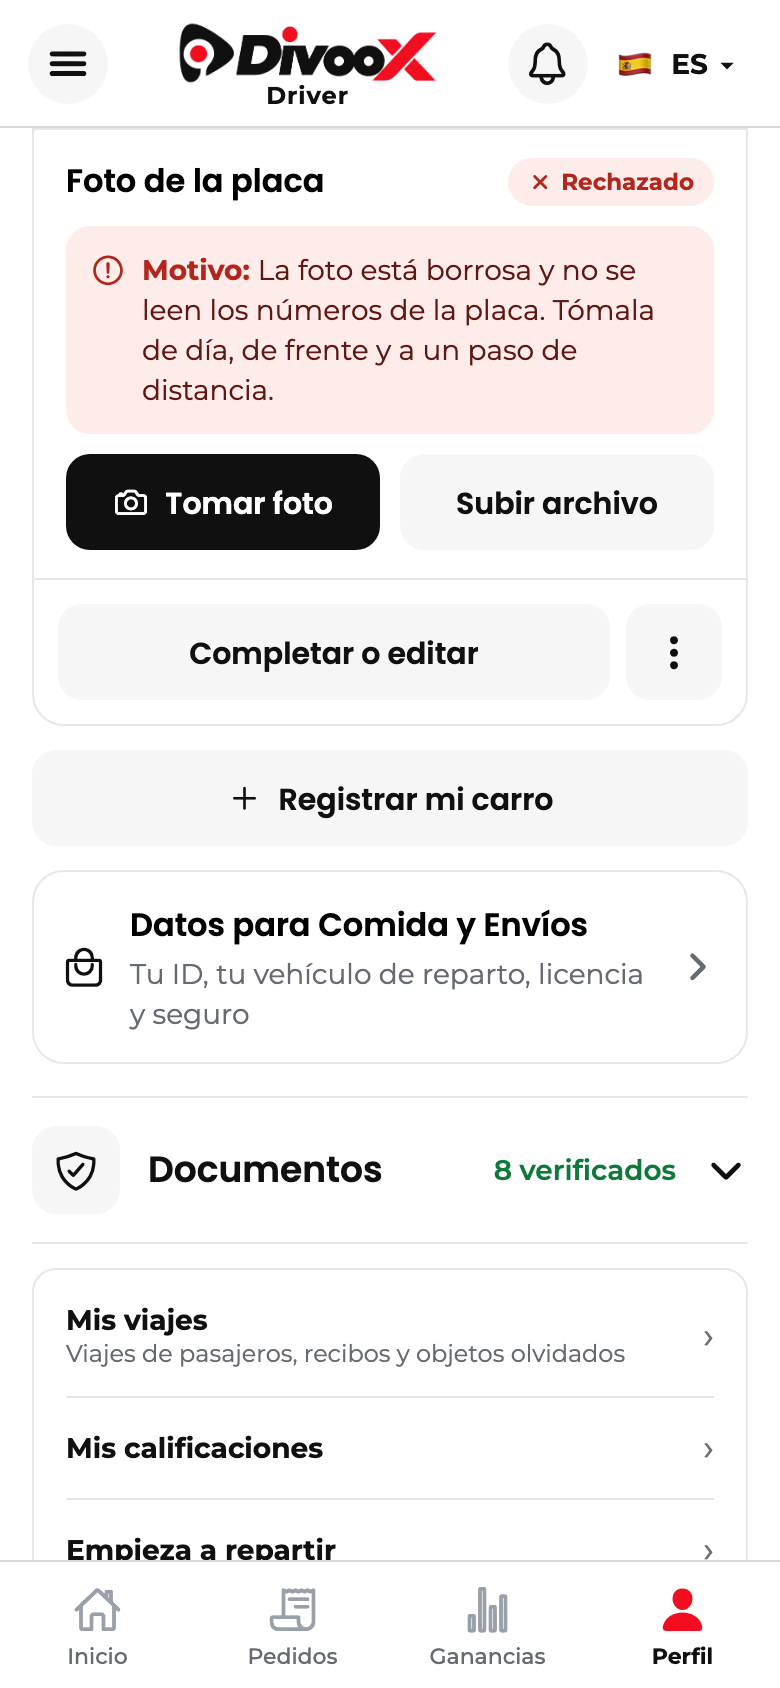 DivooX
Driver
ES
Foto de la placa
Rechazado
Motivo: La foto está borrosa y no se
leen los números de la placa. Tómala
de día, de frente y a un paso de
distancia.
Tomar foto
Subir archivo
Completar o editar
Registrar mi carro
Datos para Comida y Envíos
Tu ID, tu vehículo de reparto, licencia
y seguro
Documentos
8 verificados
Mis viajes
Viajes de pasajeros, recibos y objetos olvidados
Mis calificaciones
Empieza a repartir
Inicio
Pedidos
Ganancias
Perfil